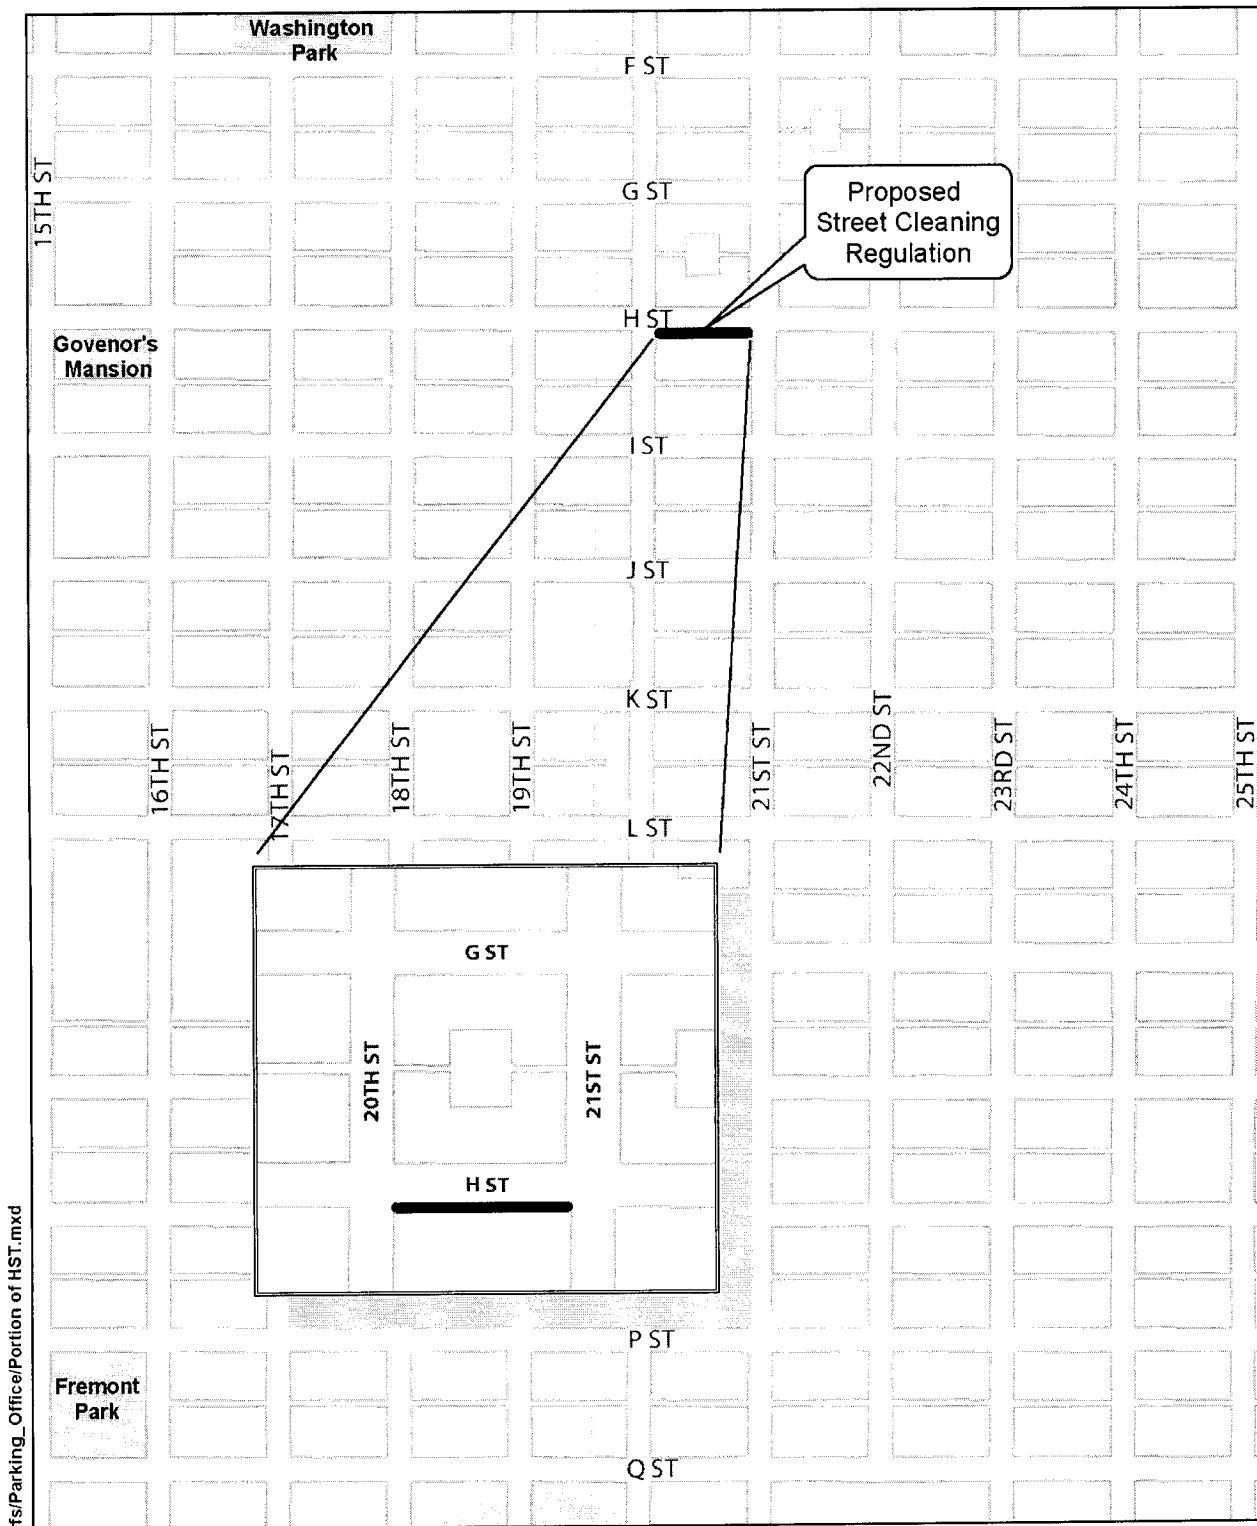 Washington
Park
F ST
15TH ST
G ST
Proposed
Street Cleaning
Regulation
H ST
Govenor's
Mansion
I ST
J ST
K ST
16TH ST
17TH ST
18TH ST
19TH ST
21ST ST
22ND ST
23RD ST
24TH ST
25TH ST
L ST
G ST
20TH ST
21ST ST
H ST
P ST
Fremont
Park
Q ST
fs/Parking_Office/Portion of HST.mxd